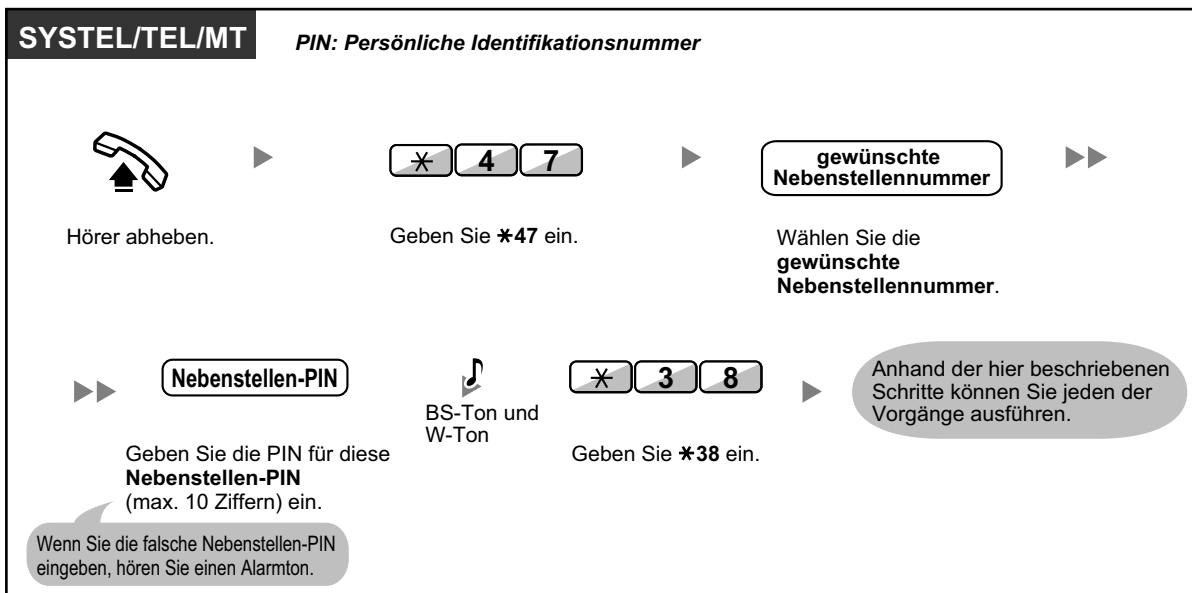 SYSTEL/TEL/MT
PIN: Persönliche Identifikationsnummer
✱ 4 7
gewünschte
Nebenstellennummer
Hörer abheben.
Geben Sie ✱47 ein.
Wählen Sie die
gewünschte
Nebenstellennummer.
Nebenstellen-PIN
BS-Ton und
W-Ton
✱ 3 8
Anhand der hier beschriebenen
Schritte können Sie jeden der
Vorgänge ausführen.
Geben Sie die PIN für diese
Nebenstellen-PIN
(max. 10 Ziffern) ein.
Geben Sie ✱38 ein.
Wenn Sie die falsche Nebenstellen-PIN
eingeben, hören Sie einen Alarmton.